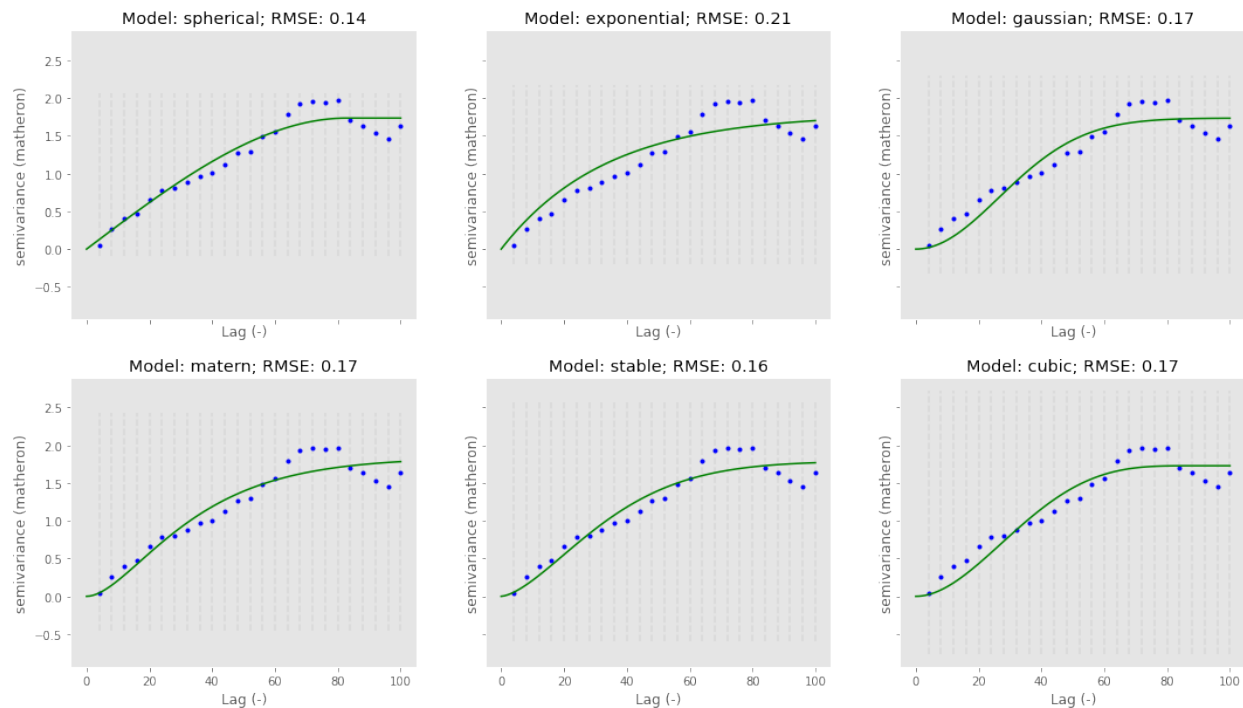 Model: spherical; RMSE: 0.14
Model: exponential; RMSE: 0.21
Model: gaussian; RMSE: 0.17
semivariance (matheron)
2.5
2.0
1.5
1.0
0.5
0.0
−0.5
Lag (-)
semivariance (matheron)
Lag (-)
semivariance (matheron)
Lag (-)
Model: matern; RMSE: 0.17
Model: stable; RMSE: 0.16
Model: cubic; RMSE: 0.17
semivariance (matheron)
2.5
2.0
1.5
1.0
0.5
0.0
−0.5
0 20 40 60 80 100
Lag (-)
semivariance (matheron)
0 20 40 60 80 100
Lag (-)
semivariance (matheron)
0 20 40 60 80 100
Lag (-)